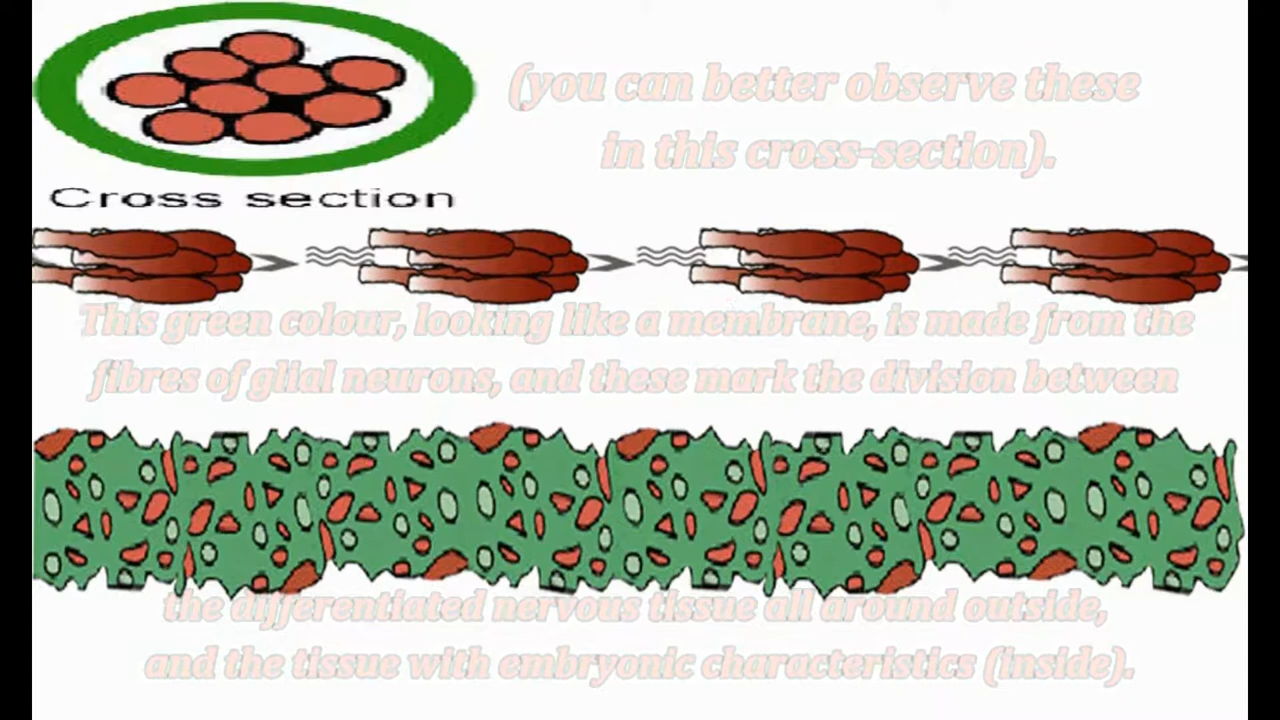 (you can better observe these
in this cross-section).
Cross section
This green colour, looking like a membrane, is made from the
fibres of glial neurons, and these mark the division between
the differentiated nervous tissue all around outside,
and the tissue with embryonic characteristics (inside).